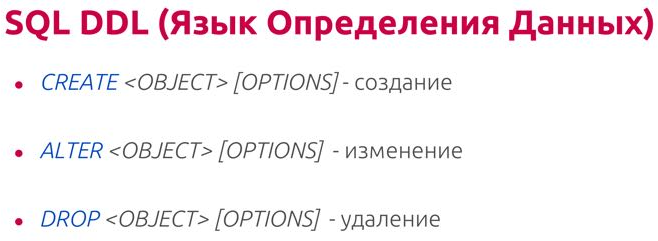 SQL DDL (Язык Определения Данных)
• CREATE <OBJECT> [OPTIONS] - создание
• ALTER <OBJECT> [OPTIONS] - изменение
• DROP <OBJECT> [OPTIONS] - удаление